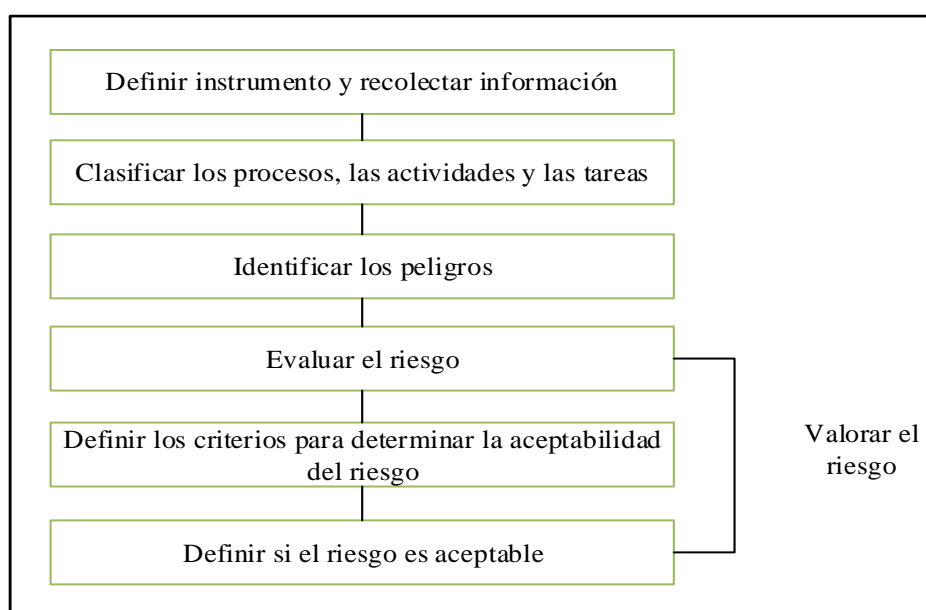 Definir instrumento y recolectar información
Clasificar los procesos, las actividades y las tareas
Identificar los peligros
Evaluar el riesgo
Definir los criterios para determinar la aceptabilidad
del riesgo
Definir si el riesgo es aceptable
Valorar el
riesgo